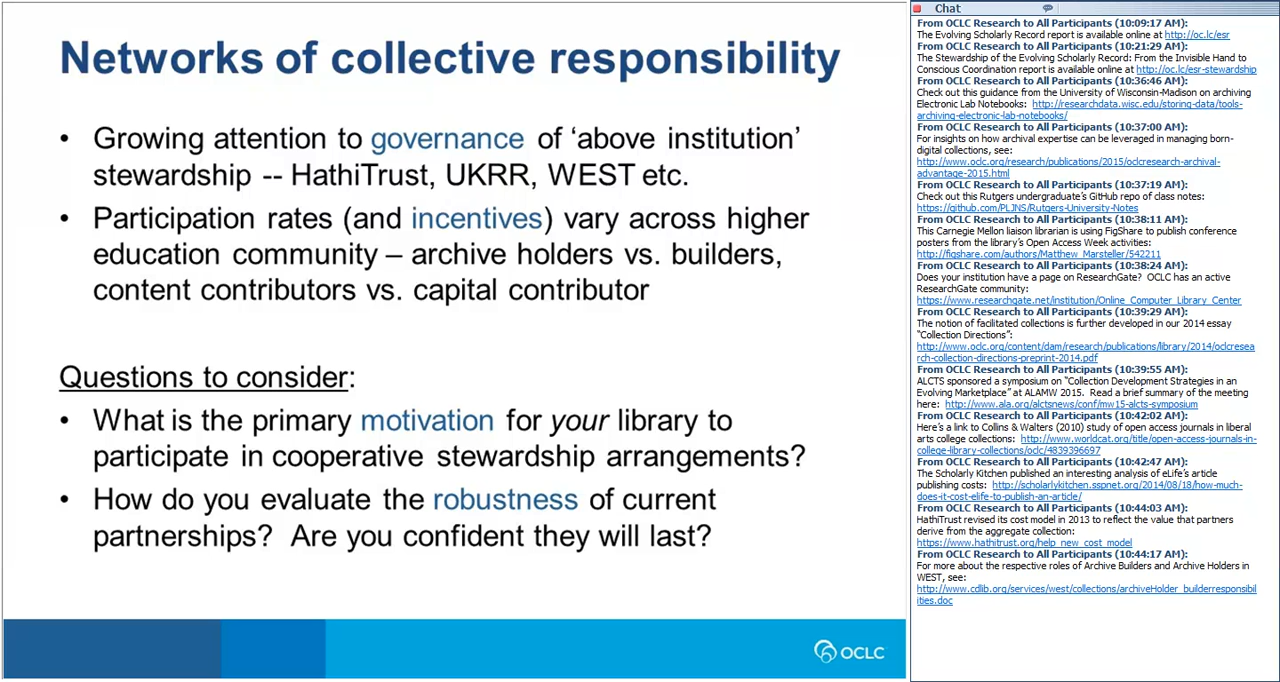 Networks of collective responsibility
• Growing attention to governance of ‘above institution’
stewardship -- HathiTrust, UKRR, WEST etc.
• Participation rates (and incentives) vary across higher
education community – archive holders vs. builders,
content contributors vs. capital contributor
Questions to consider:
• What is the primary motivation for your library to
participate in cooperative stewardship arrangements?
• How do you evaluate the robustness of current
partnerships? Are you confident they will last?
OCLC
Chat
From OCLC Research to All Participants (10:09:17 AM):
The Evolving Scholarly Record report is available online at http://oc.lc/esr
From OCLC Research to All Participants (10:21:29 AM):
The Stewardship of the Evolving Scholarly Record: From the Invisible Hand to
Conscious Coordination report is available online at http://oc.lc/esr-stewardship
From OCLC Research to All Participants (10:36:46 AM):
Check out this guidance from the University of Wisconsin-Madison on archiving
Electronic Lab Notebooks: http://researchdata.wisc.edu/storing-data/tools-
archiving-electronic-lab-notebooks/
From OCLC Research to All Participants (10:37:00 AM):
For insights on how archival expertise can be leveraged in managing born-
digital collections, see:
http://www.oclc.org/research/publications/2015/oclcresearch-archival-
advantage-2015.html
From OCLC Research to All Participants (10:37:19 AM):
Check out this Rutgers undergraduate's GitHub repo of class notes:
https://github.com/PLJNS/Rutgers-University-Notes
From OCLC Research to All Participants (10:38:11 AM):
This Carnegie Mellon liaison librarian is using FigShare to publish conference
posters from the library's Open Access Week activities:
http://figshare.com/authors/Matthew_Marsteller/542211
From OCLC Research to All Participants (10:38:24 AM):
Does your institution have a page on ResearchGate? OCLC has an active
ResearchGate community:
https://www.researchgate.net/institution/Online_Computer_Library_Center
From OCLC Research to All Participants (10:39:29 AM):
The notion of facilitated collections is further developed in our 2014 essay
“Collection Directions”:
http://www.oclc.org/content/dam/research/publications/library/2014/oclcresea
rch-collection-directions-preprint-2014.pdf
From OCLC Research to All Participants (10:39:55 AM):
ALCTS sponsored a symposium on “Collection Development Strategies in an
Evolving Marketplace” at ALAMW 2015. Read a brief summary of the meeting
here: http://www.ala.org/alctsnews/conf/mw15-alcts-symposium
From OCLC Research to All Participants (10:42:02 AM):
Here's a link to Collins & Walters (2010) study of open access journals in liberal
arts college collections: http://www.worldcat.org/title/open-access-journals-in-
college-library-collections/oclc/4839396697
From OCLC Research to All Participants (10:42:47 AM):
The Scholarly Kitchen published an interesting analysis of eLife's article
publishing costs: http://scholarlykitchen.sspnet.org/2014/08/18/how-much-
does-it-cost-elife-to-publish-an-article/
From OCLC Research to All Participants (10:44:03 AM):
HathiTrust revised its cost model in 2013 to reflect the value that partners
derive from the aggregate collection:
https://www.hathitrust.org/help_new_cost_model
From OCLC Research to All Participants (10:44:17 AM):
For more about the respective roles of Archive Builders and Archive Holders in
WEST, see:
http://www.cdlib.org/services/west/collections/archiveHolder_builderresponsibil
ities.doc